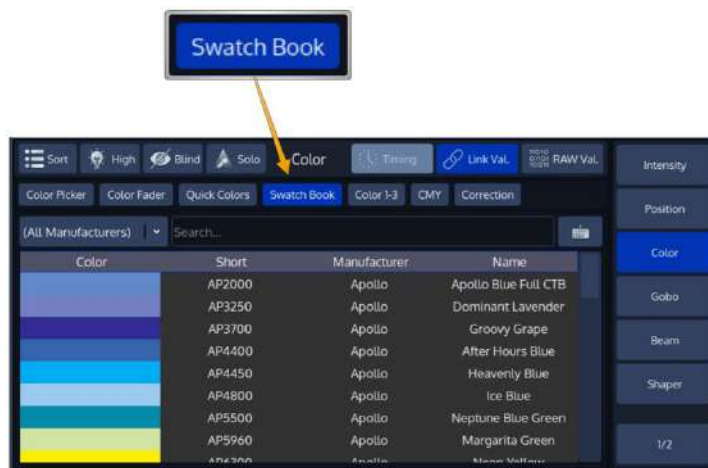 Swatch Book
Sort High Blind Solo Color Timing Link Val. RAW Val. Intensity
Color Picker Color Fader Quick Colors Swatch Book Color 1-3 CMY Correction
Position
(All Manufacturers) Search...
Color Short Manufacturer Name Color
AP2000 Apollo Apollo Blue Full CTB
AP3250 Apollo Dominant Lavender
Gobo
AP3700 Apollo Groovy Grape
AP4400 Apollo After Hours Blue
Beam
AP4450 Apollo Heavenly Blue
AP4800 Apollo Ice Blue
Shaper
AP5500 Apollo Neptune Blue Green
AP5960 Apollo Margarita Green
1/2
AP6300 Apollo Neon Yellow